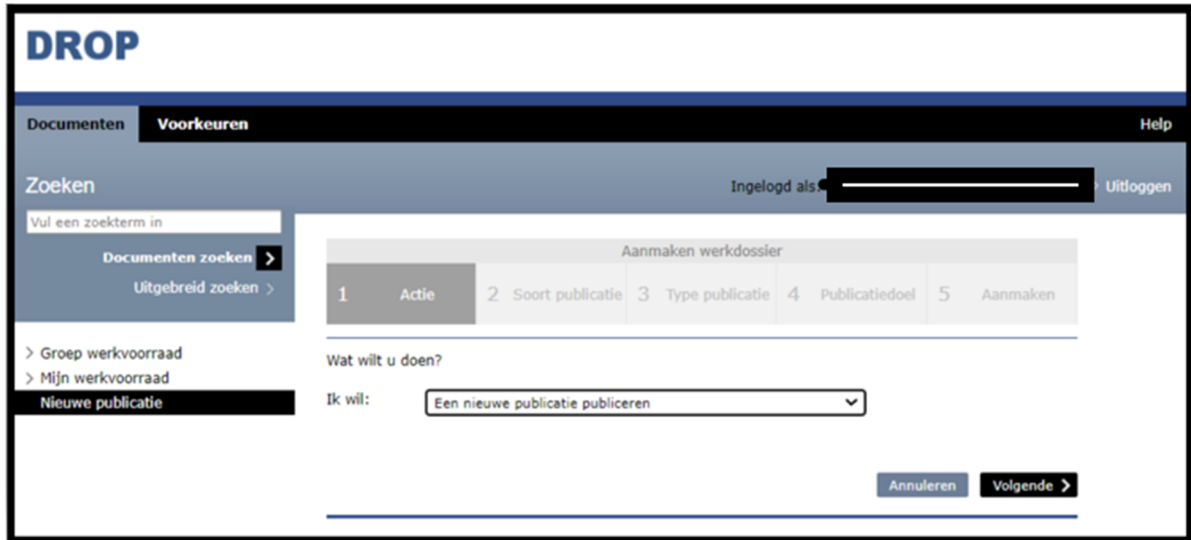 DROP
Documenten Voorkeuren Help
Zoeken
Ingelogd als: Uitloggen
Vul een zoekterm in
Documenten zoeken
Uitgebreid zoeken
Aanmaken werkdossier
1 Actie 2 Soort publicatie 3 Type publicatie 4 Publicatiedoel 5 Aanmaken
Groep werkvoorraad
Mijn werkvoorraad
Nieuwe publicatie
Wat wilt u doen?
Ik wil: Een nieuwe publicatie publiceren
Annuleren Volgende